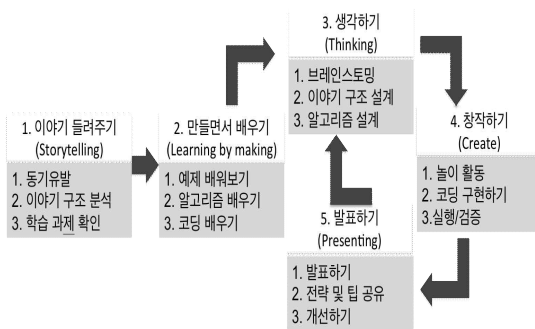 1. 이야기 들려주기
(Storytelling)
1. 동기유발
2. 이야기 구조 분석
3. 학습 과제 확인
2. 만들면서 배우기
(Learning by making)
1. 예제 배워보기
2. 알고리즘 배우기
3. 코딩 배우기
3. 생각하기
(Thinking)
1. 브레인스토밍
2. 이야기 구조 설계
3. 알고리즘 설계
4. 창작하기
(Create)
1. 놀이 활동
2. 코딩 구현하기
3.실행/검증
5. 발표하기
(Presenting)
1. 발표하기
2. 전략 및 팁 공유
3. 개선하기